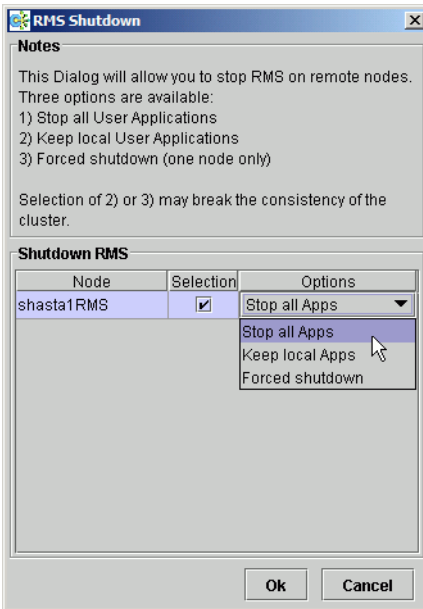 RMS Shutdown
Notes
This Dialog will allow you to stop RMS on remote nodes.
Three options are available:
1) Stop all User Applications
2) Keep local User Applications
3) Forced shutdown (one node only)
Selection of 2) or 3) may break the consistency of the
cluster.
Shutdown RMS
Node Selection Options
shasta1RMS Stop all Apps
Stop all Apps
Keep local Apps
Forced shutdown
Ok Cancel